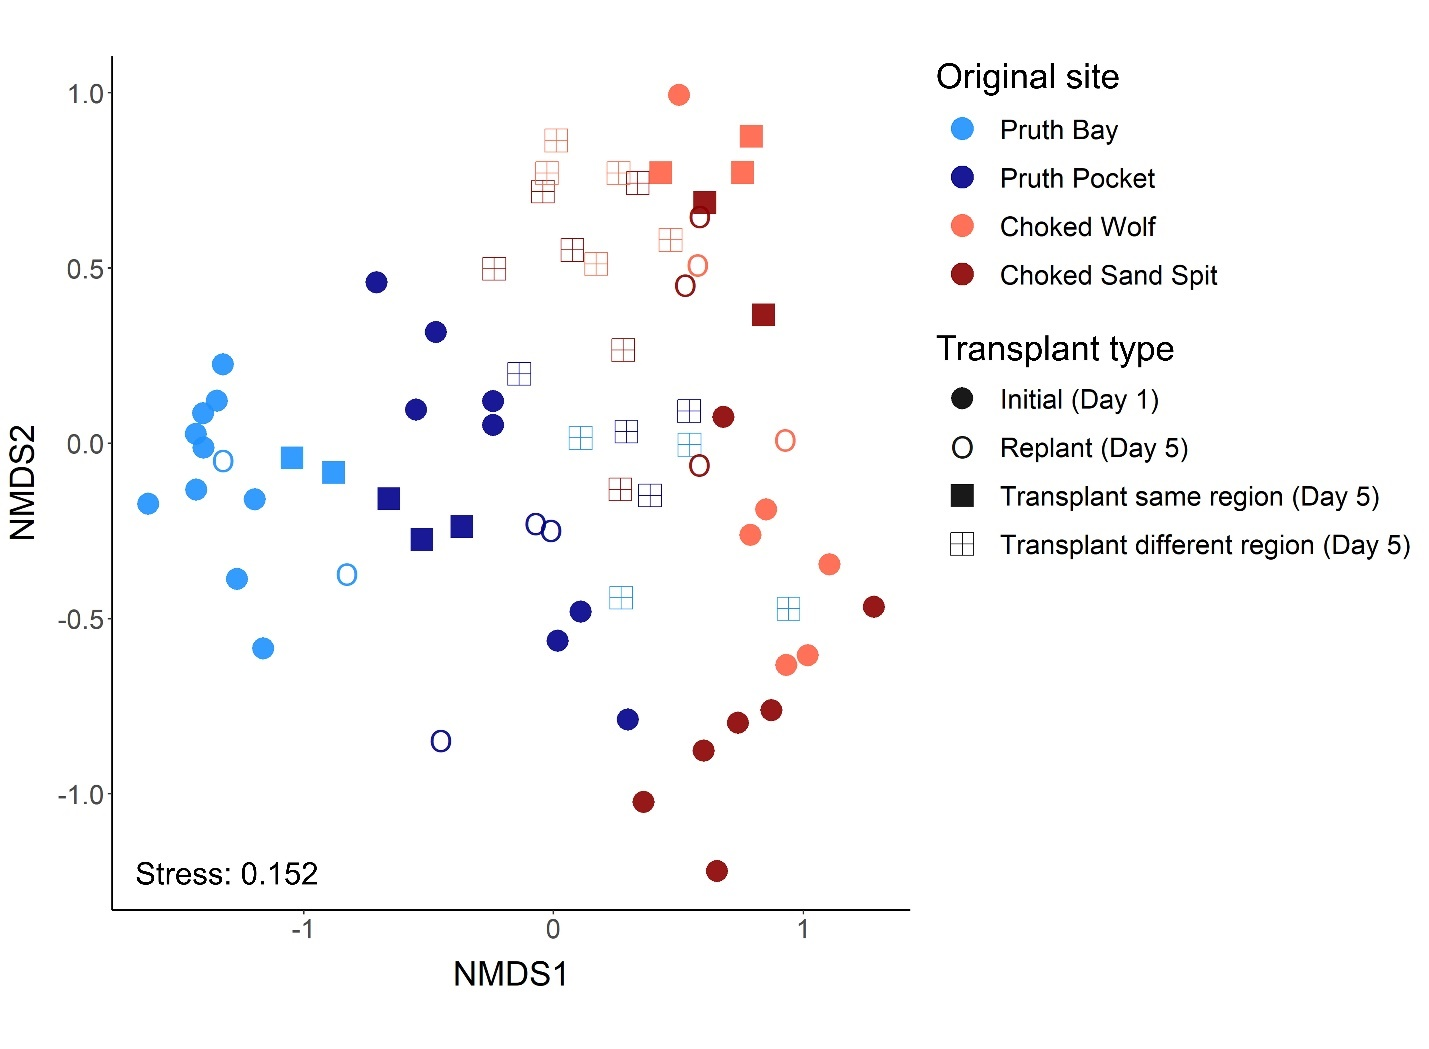 Original site
Pruth Bay
Pruth Pocket
Choked Wolf
Choked Sand Spit
Transplant type
Initial (Day 1)
Replant (Day 5)
Transplant same region (Day 5)
Transplant different region (Day 5)
1.0
0.5
0.0
-0.5
-1.0
NMDS2
Stress: 0.152
-1
0
1
NMDS1